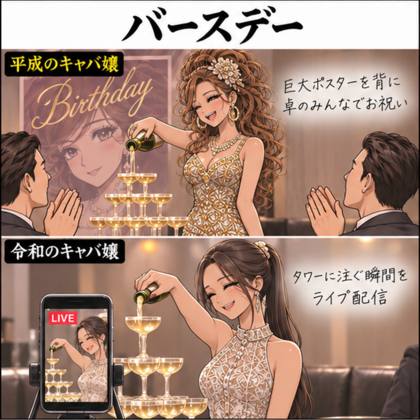 バースデー
平成のキャバ嬢
Birthday
巨大ポスターを背に
卓のみんなでお祝い
令和のキャバ嬢
LIVE
タワーに注ぐ瞬間を
ライブ配信